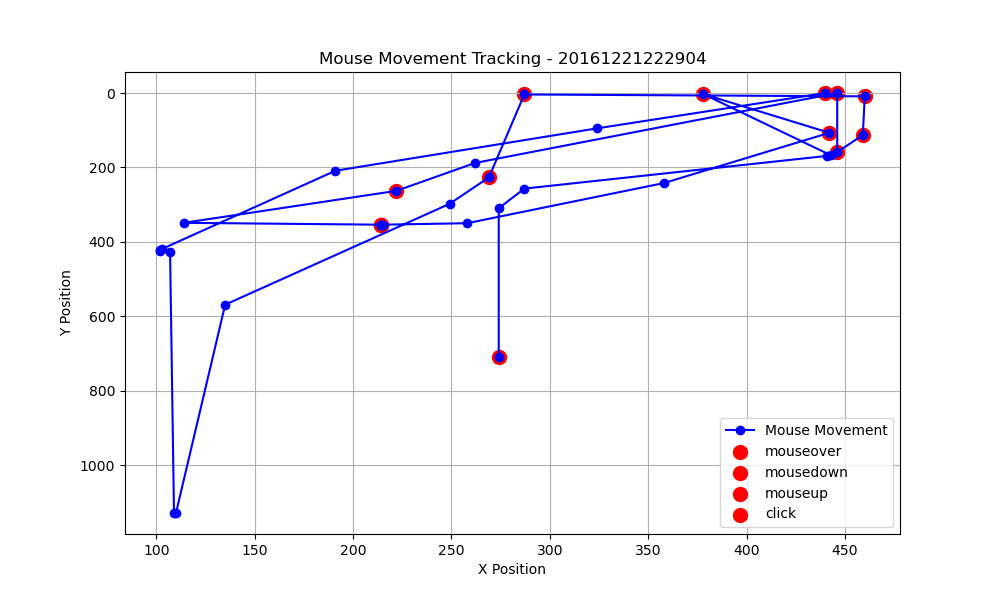 Mouse Movement Tracking - 20161221222904
Y Position
0
200
400
600
800
1000
Mouse Movement
mouseover
mousedown
mouseup
click
100 150 200 250 300 350 400 450
X Position